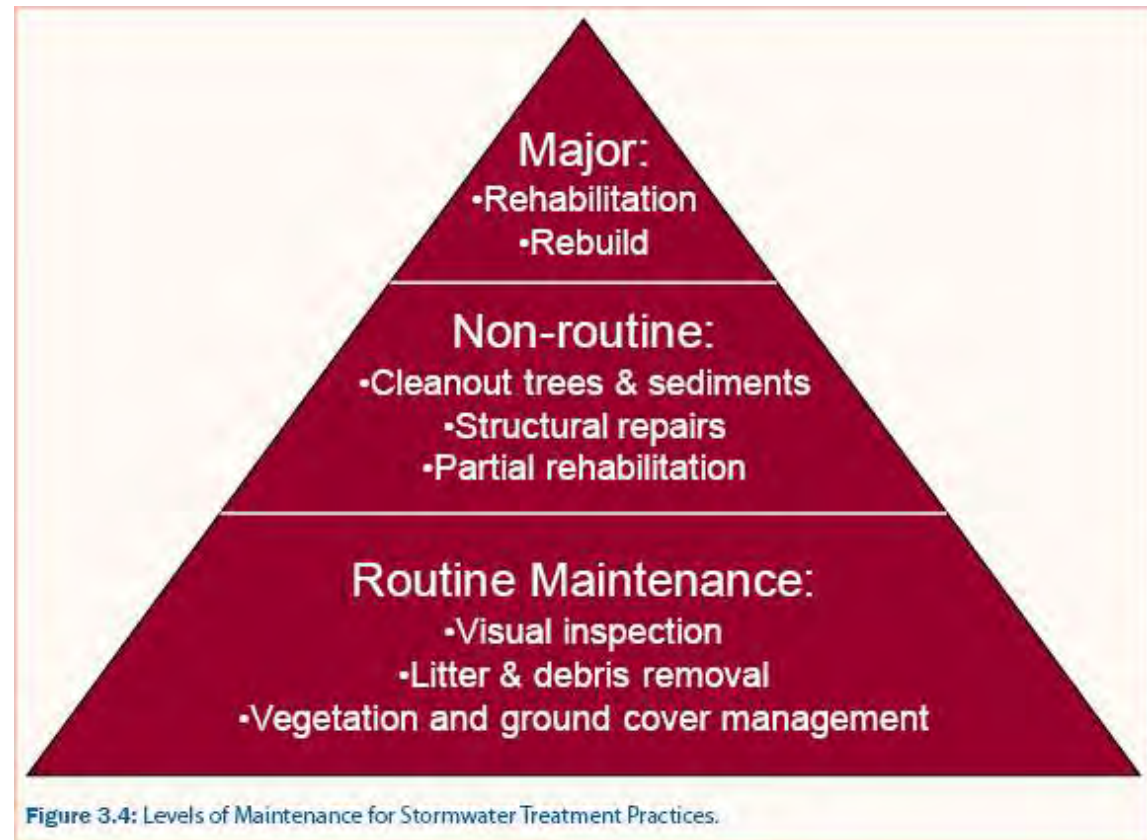 Major:
•Rehabilitation
•Rebuild
Non-routine:
•Cleanout trees & sediments
•Structural repairs
•Partial rehabilitation
Routine Maintenance:
•Visual inspection
•Litter & debris removal
•Vegetation and ground cover management
Figure 3.4: Levels of Maintenance for Stormwater Treatment Practices.